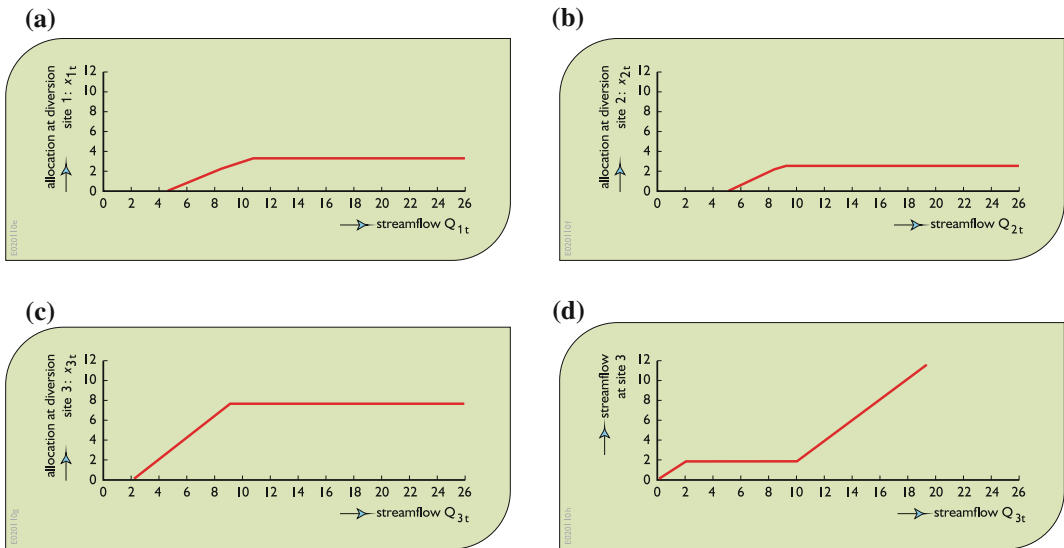 (a)
allocation at diversion
site 1: x1t
12
10
8
6
4
2
0
0 2 4 6 8 10 12 14 16 18 20 22 24 26
streamflow Q1t
E020110e
(b)
allocation at diversion
site 2: x2t
12
10
8
6
4
2
0
0 2 4 6 8 10 12 14 16 18 20 22 24 26
streamflow Q2t
E020110f
(c)
allocation at diversion
site 3: x3t
12
10
8
6
4
2
0
0 2 4 6 8 10 12 14 16 18 20 22 24 26
streamflow Q3t
E020110g
(d)
streamflow
at site 3
12
10
8
6
4
2
0
0 2 4 6 8 10 12 14 16 18 20 22 24 26
streamflow Q3t
E020110h